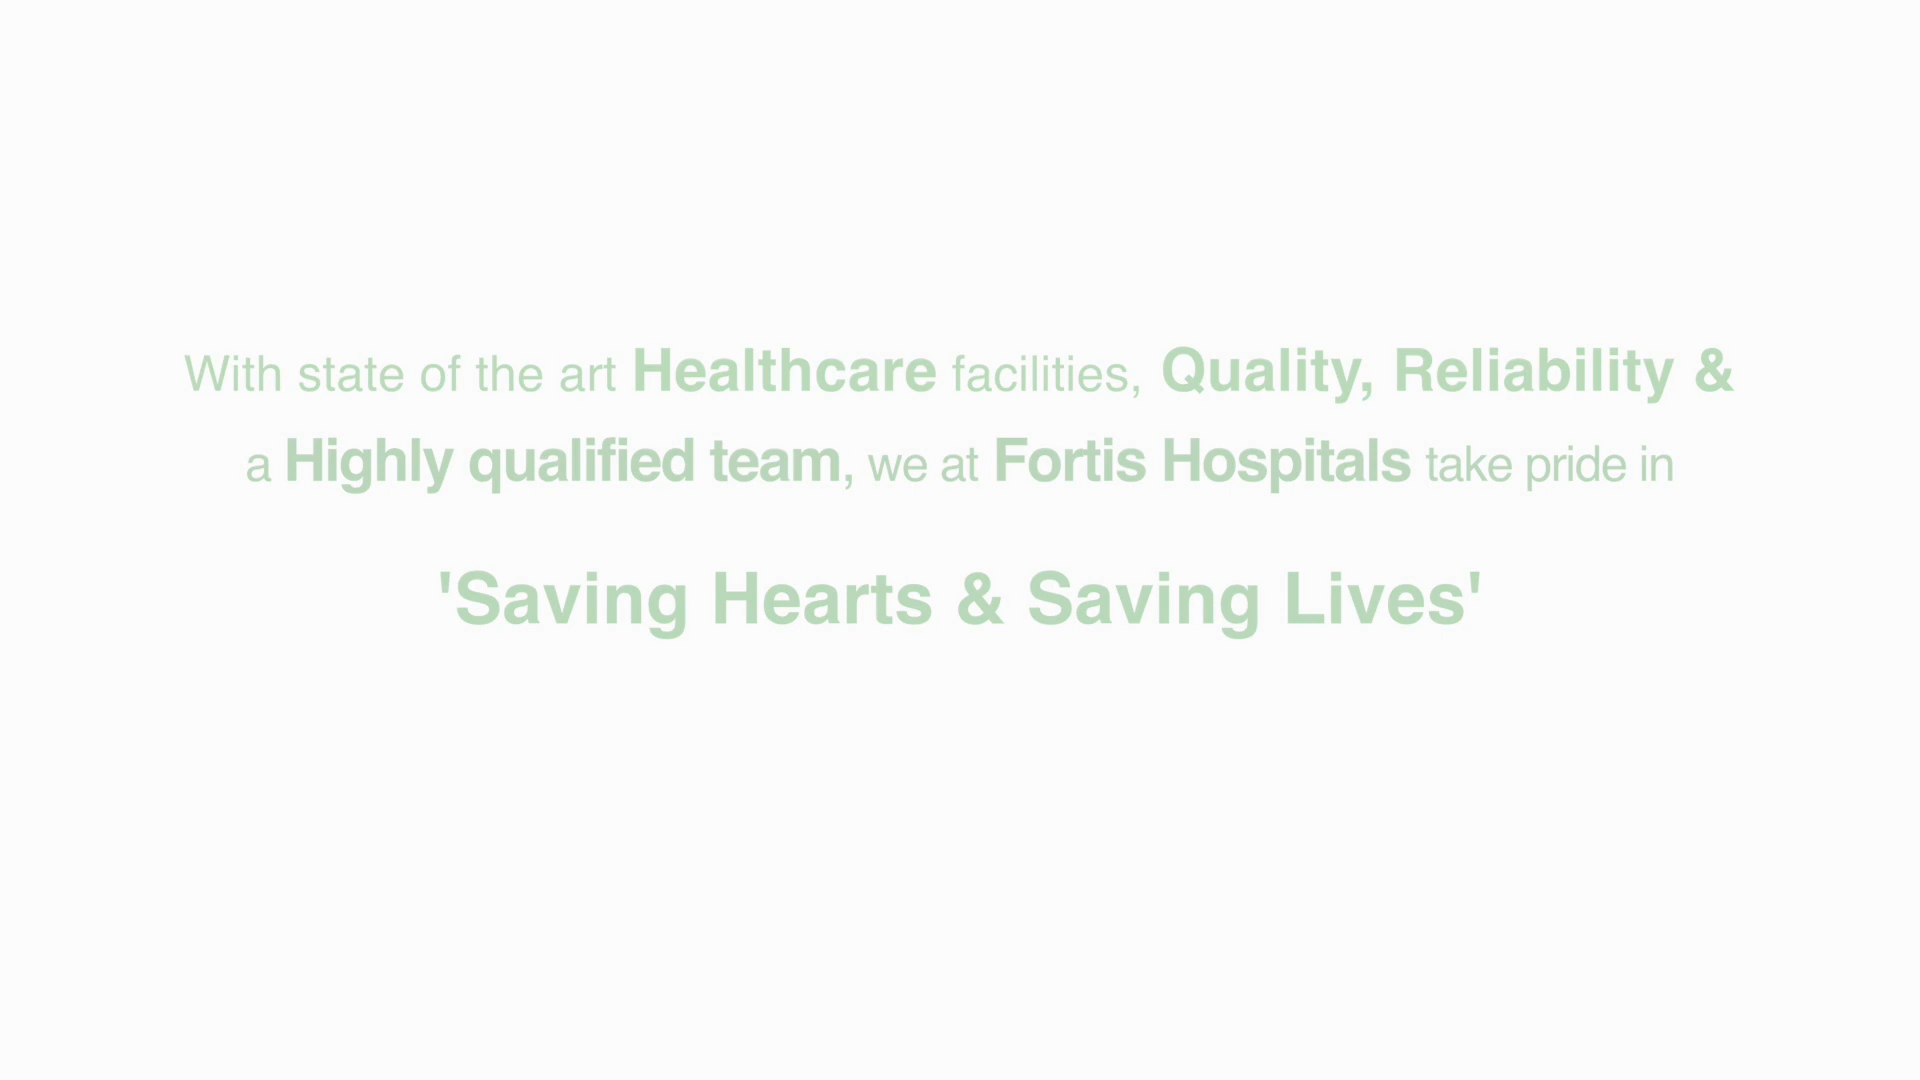 With state of the art Healthcare facilities, Quality, Reliability &
a Highly qualified team, we at Fortis Hospitals take pride in
'Saving Hearts & Saving Lives'